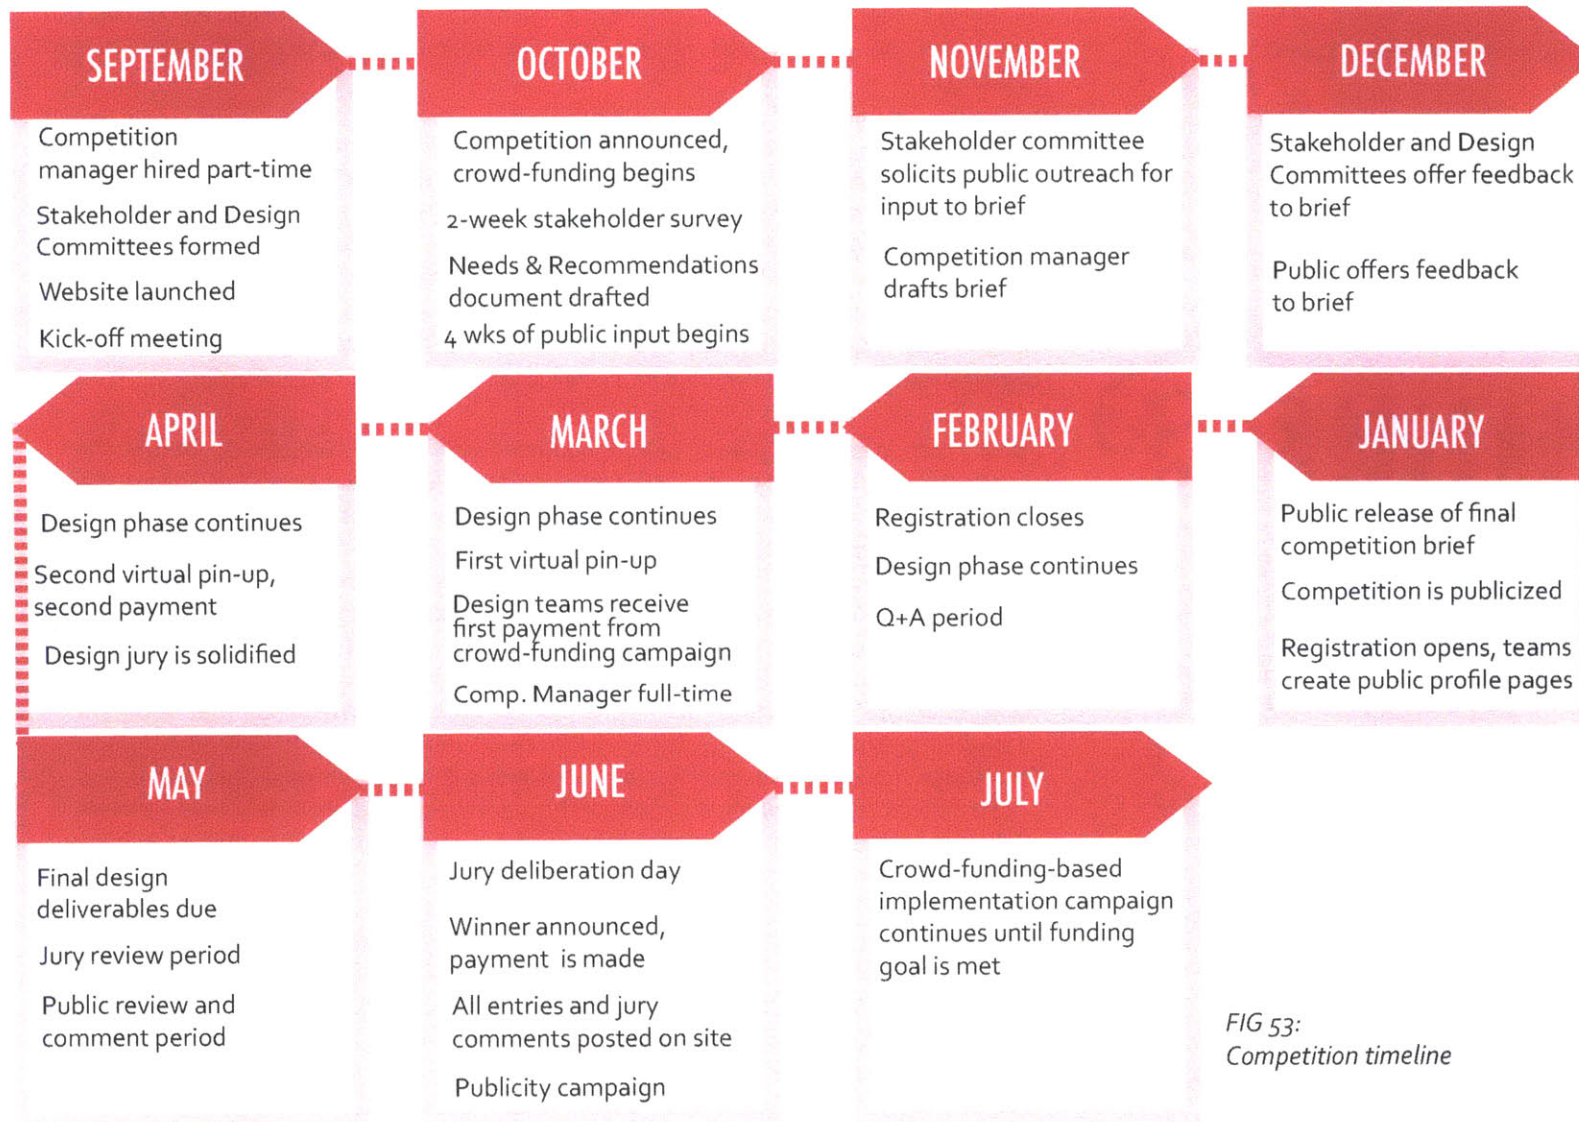 SEPTEMBER
Competition
manager hired part-time
Stakeholder and Design
Committees formed
Website launched
Kick-off meeting
OCTOBER
Competition announced,
crowd-funding begins
2-week stakeholder survey
Needs & Recommendations
document drafted
4 wks of public input begins
NOVEMBER
Stakeholder committee
solicits public outreach for
input to brief
Competition manager
drafts brief
DECEMBER
Stakeholder and Design
Committees offer feedback
to brief
Public offers feedback
to brief
JANUARY
Public release of final
competition brief
Competition is publicized
Registration opens, teams
create public profile pages
FEBRUARY
Registration closes
Design phase continues
Q+A period
MARCH
Design phase continues
First virtual pin-up
Design teams receive
first payment from
crowd-funding campaign
Comp. Manager full-time
APRIL
Design phase continues
Second virtual pin-up,
second payment
Design jury is solidified
MAY
Final design
deliverables due
Jury review period
Public review and
comment period
JUNE
Jury deliberation day
Winner announced,
payment is made
All entries and jury
comments posted on site
Publicity campaign
JULY
Crowd-funding-based
implementation campaign
continues until funding
goal is met
FIG 53:
Competition timeline